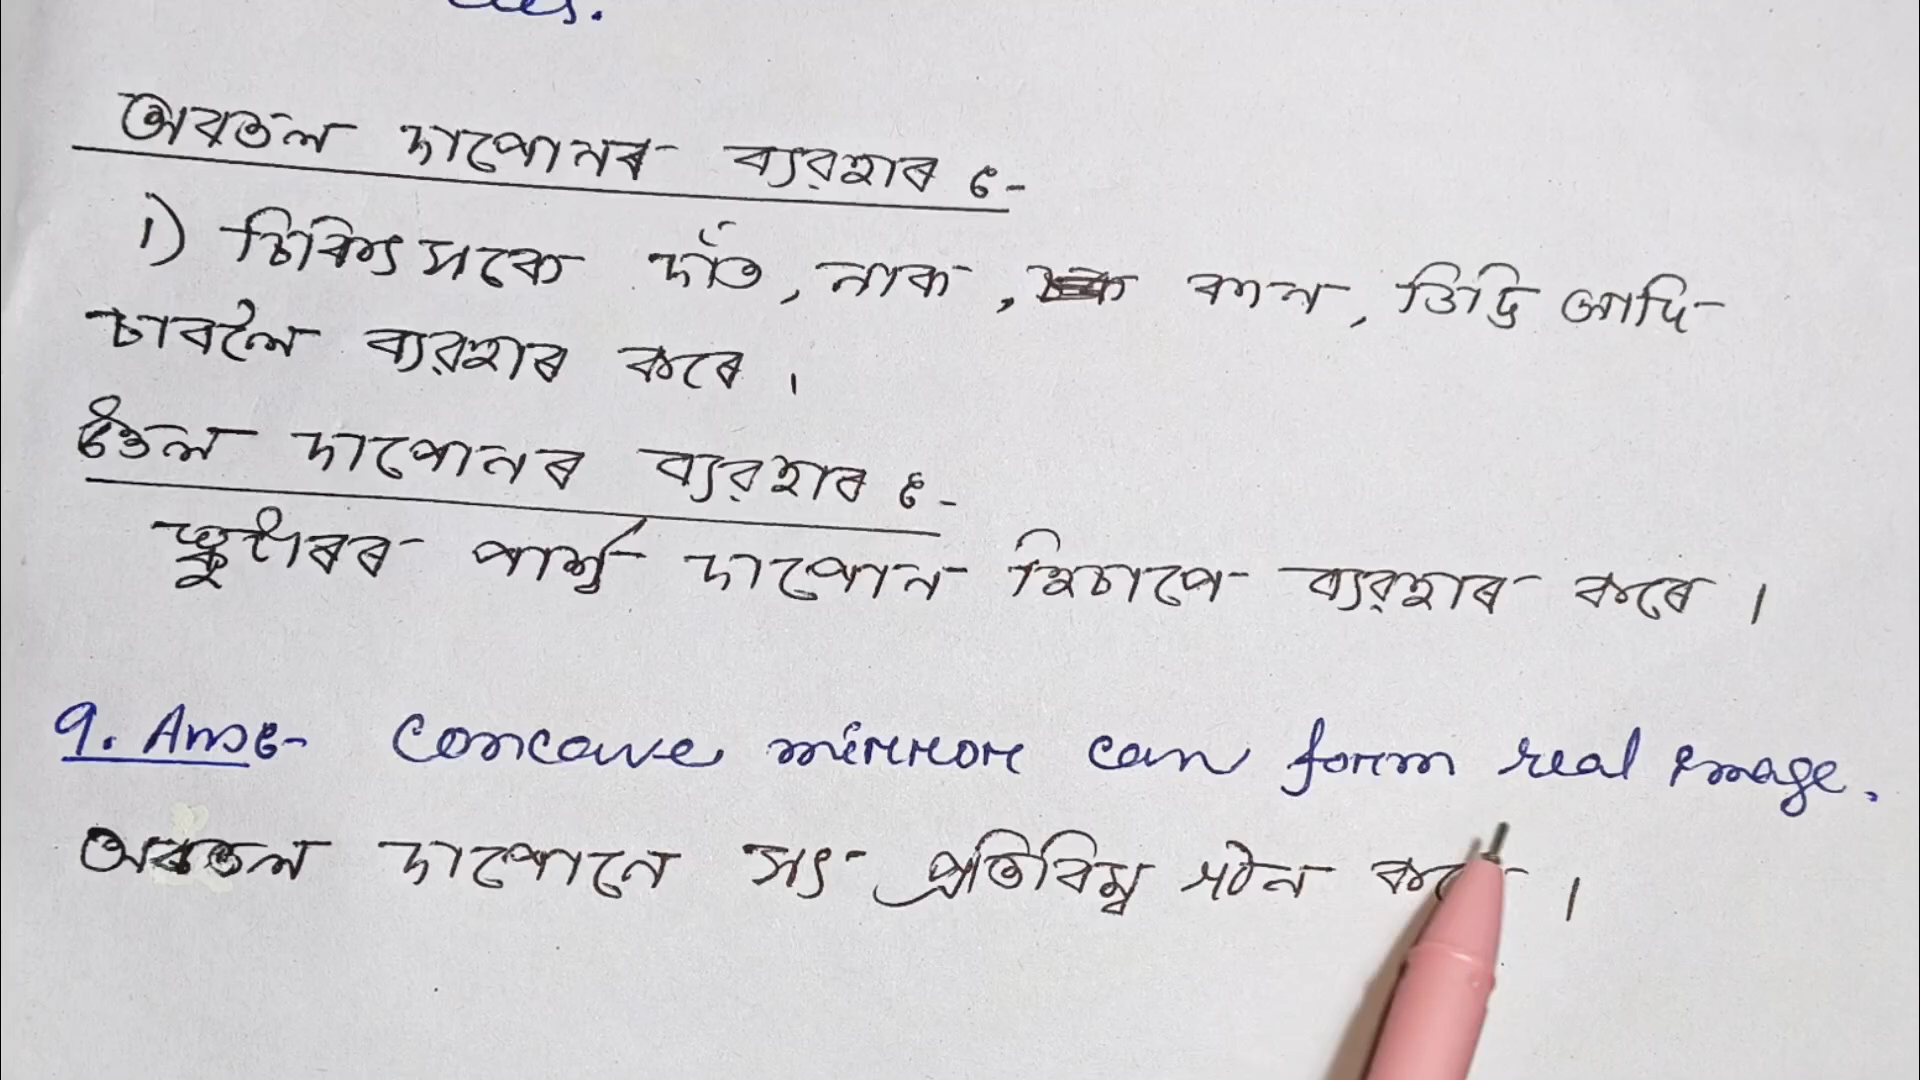 অৱতল দাপোনৰ ব্যৱহাৰ ঃ-
i) চিকিৎসকে দাঁত, নাক, কান, ডিঙি আদি
চাবলৈ ব্যৱহাৰ কৰে ।
উত্তল দাপোনৰ ব্যৱহাৰ ঃ-
স্কুটাৰৰ পাৰ্শ্ব দাপোন হিচাপে ব্যৱহাৰ কৰে ।
9. Ansঃ- Concave mirror can form real image.
অৱতল দাপোনে সৎ প্ৰতিবিম্ব গঠন কৰে ।